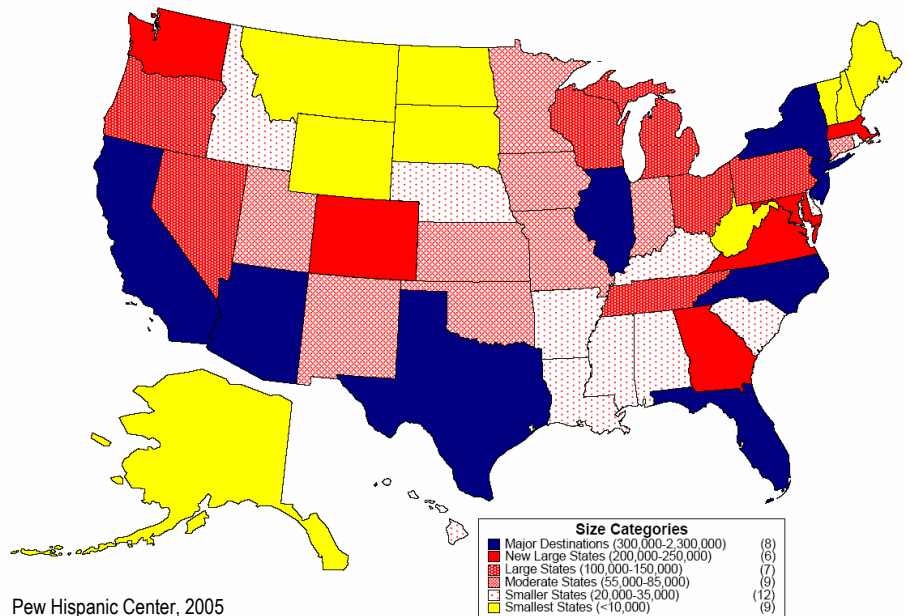 Size Categories
Major Destinations (300,000-2,300,000) (8)
New Large States (200,000-250,000) (6)
Large States (100,000-150,000) (7)
Moderate States (55,000-85,000) (9)
Smaller States (20,000-35,000) (12)
Smallest States (<10,000) (9)
Pew Hispanic Center, 2005